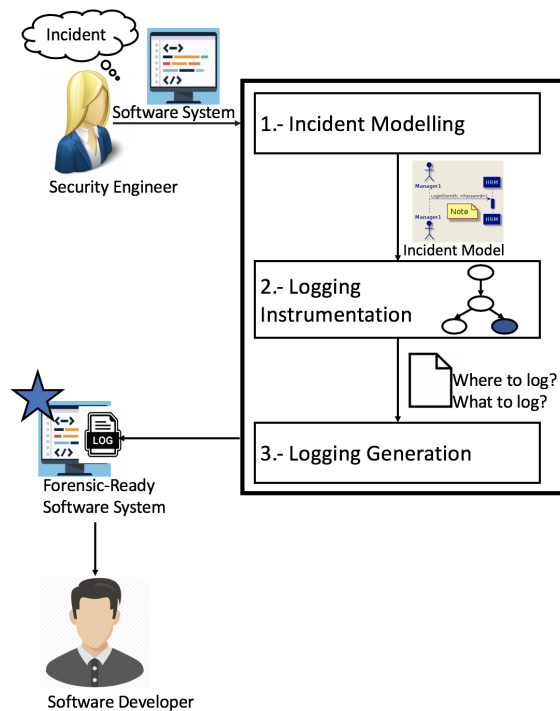 Incident
<-->
</>
Software System
Security Engineer
1.- Incident Modelling
Manager1
HRM
Note
HRM
Manager1
Incident Model
2.- Logging
Instrumentation
Where to log?
What to log?
3.- Logging Generation
LOG
</>
Forensic-Ready
Software System
Software Developer